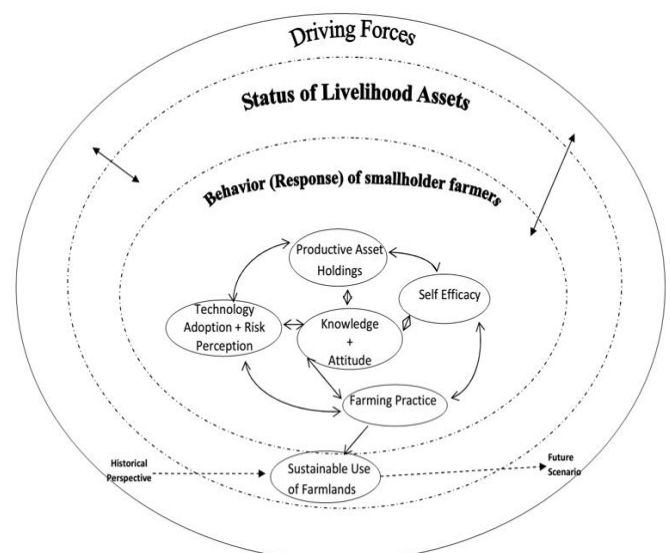 Driving Forces
Status of Livelihood Assets
Behavior (Response) of smallholder farmers
Productive Asset
Holdings
Self Efficacy
Technology
Adoption + Risk
Perception
Knowledge
+
Attitude
Farming Practice
Historical
Perspective
Sustainable Use
of Farmlands
Future
Scenario